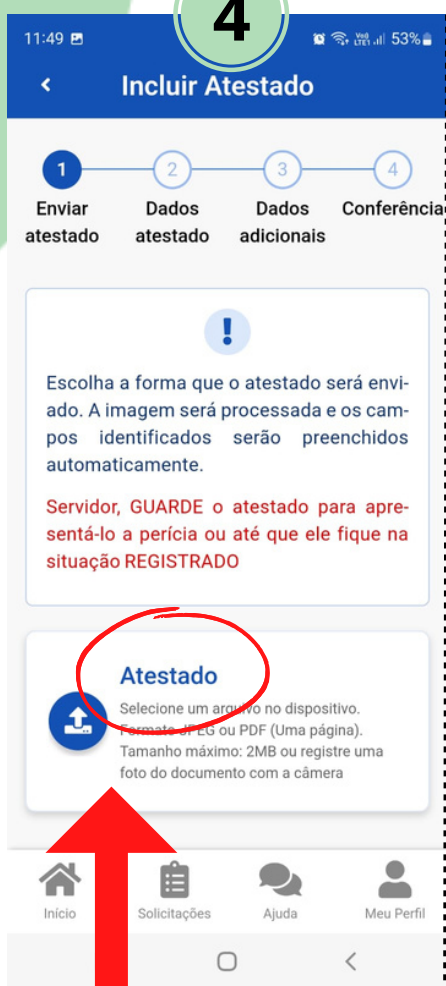 4
11:49
53%
Incluir Atestado
1
2
3
4
Enviar atestado
Dados atestado
Dados adicionais
Conferência
!
Escolha a forma que o atestado será envi-
ado. A imagem será processada e os cam-
pos identificados serão preenchidos
automaticamente.
Servidor, GUARDE o atestado para apre-
sentá-lo a perícia ou até que ele fique na
situação REGISTRADO
Atestado
Selecione um arquivo no dispositivo.
Formato JPEG ou PDF (Uma página).
Tamanho máximo: 2MB ou registre uma
foto do documento com a câmera
Início
Solicitações
Ajuda
Meu Perfil